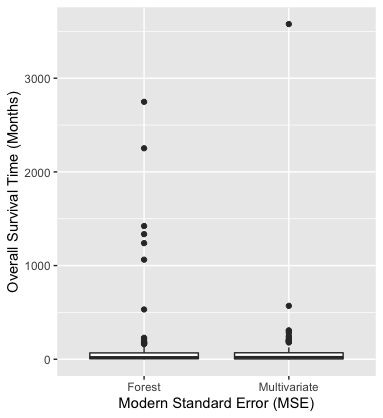 Overall Survival Time (Months)
3000
2000
1000
0
Forest Multivariate
Modern Standard Error (MSE)